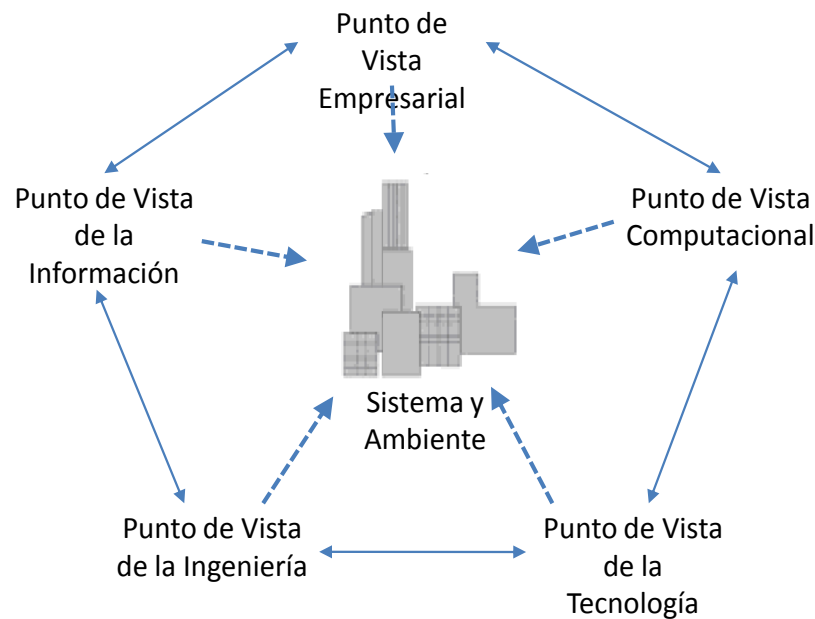 Punto de
Vista
Empresarial
Punto de Vista
de la
Información
Punto de Vista
Computacional
Sistema y
Ambiente
Punto de Vista
de la Ingeniería
Punto de Vista
de la
Tecnología